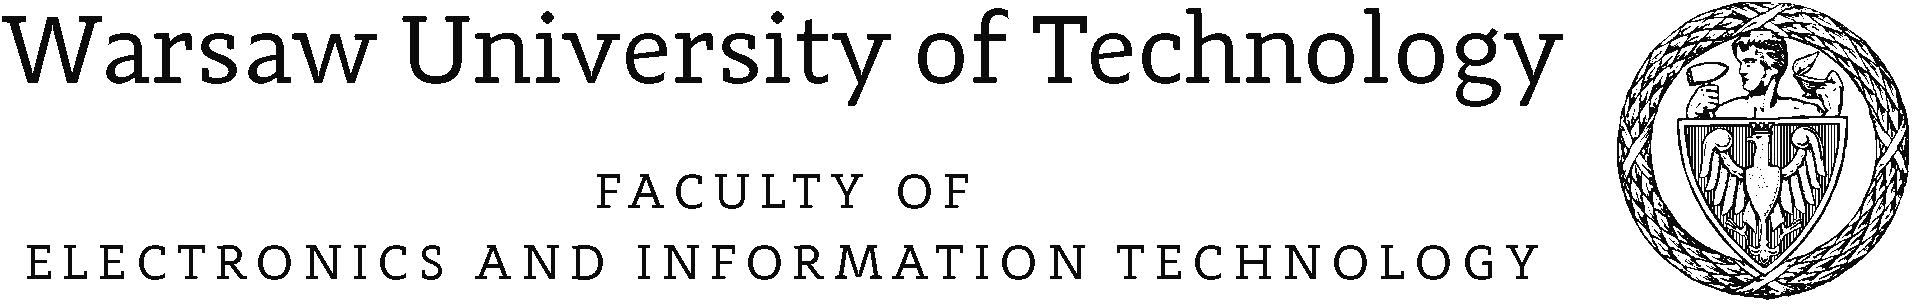 Warsaw University of Technology
FACULTY OF
ELECTRONICS AND INFORMATION TECHNOLOGY